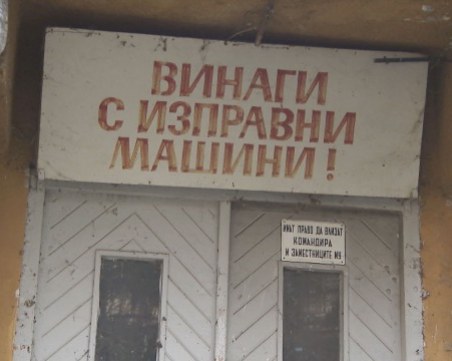 ВИНАГИ
С ИЗПРАВНИ
МАШИНИ!
ИМАТ ПРАВО ДА ВЛИЗАТ
КОМАНДИРА
И ЗАМЕСТНИЦИТЕ МУ